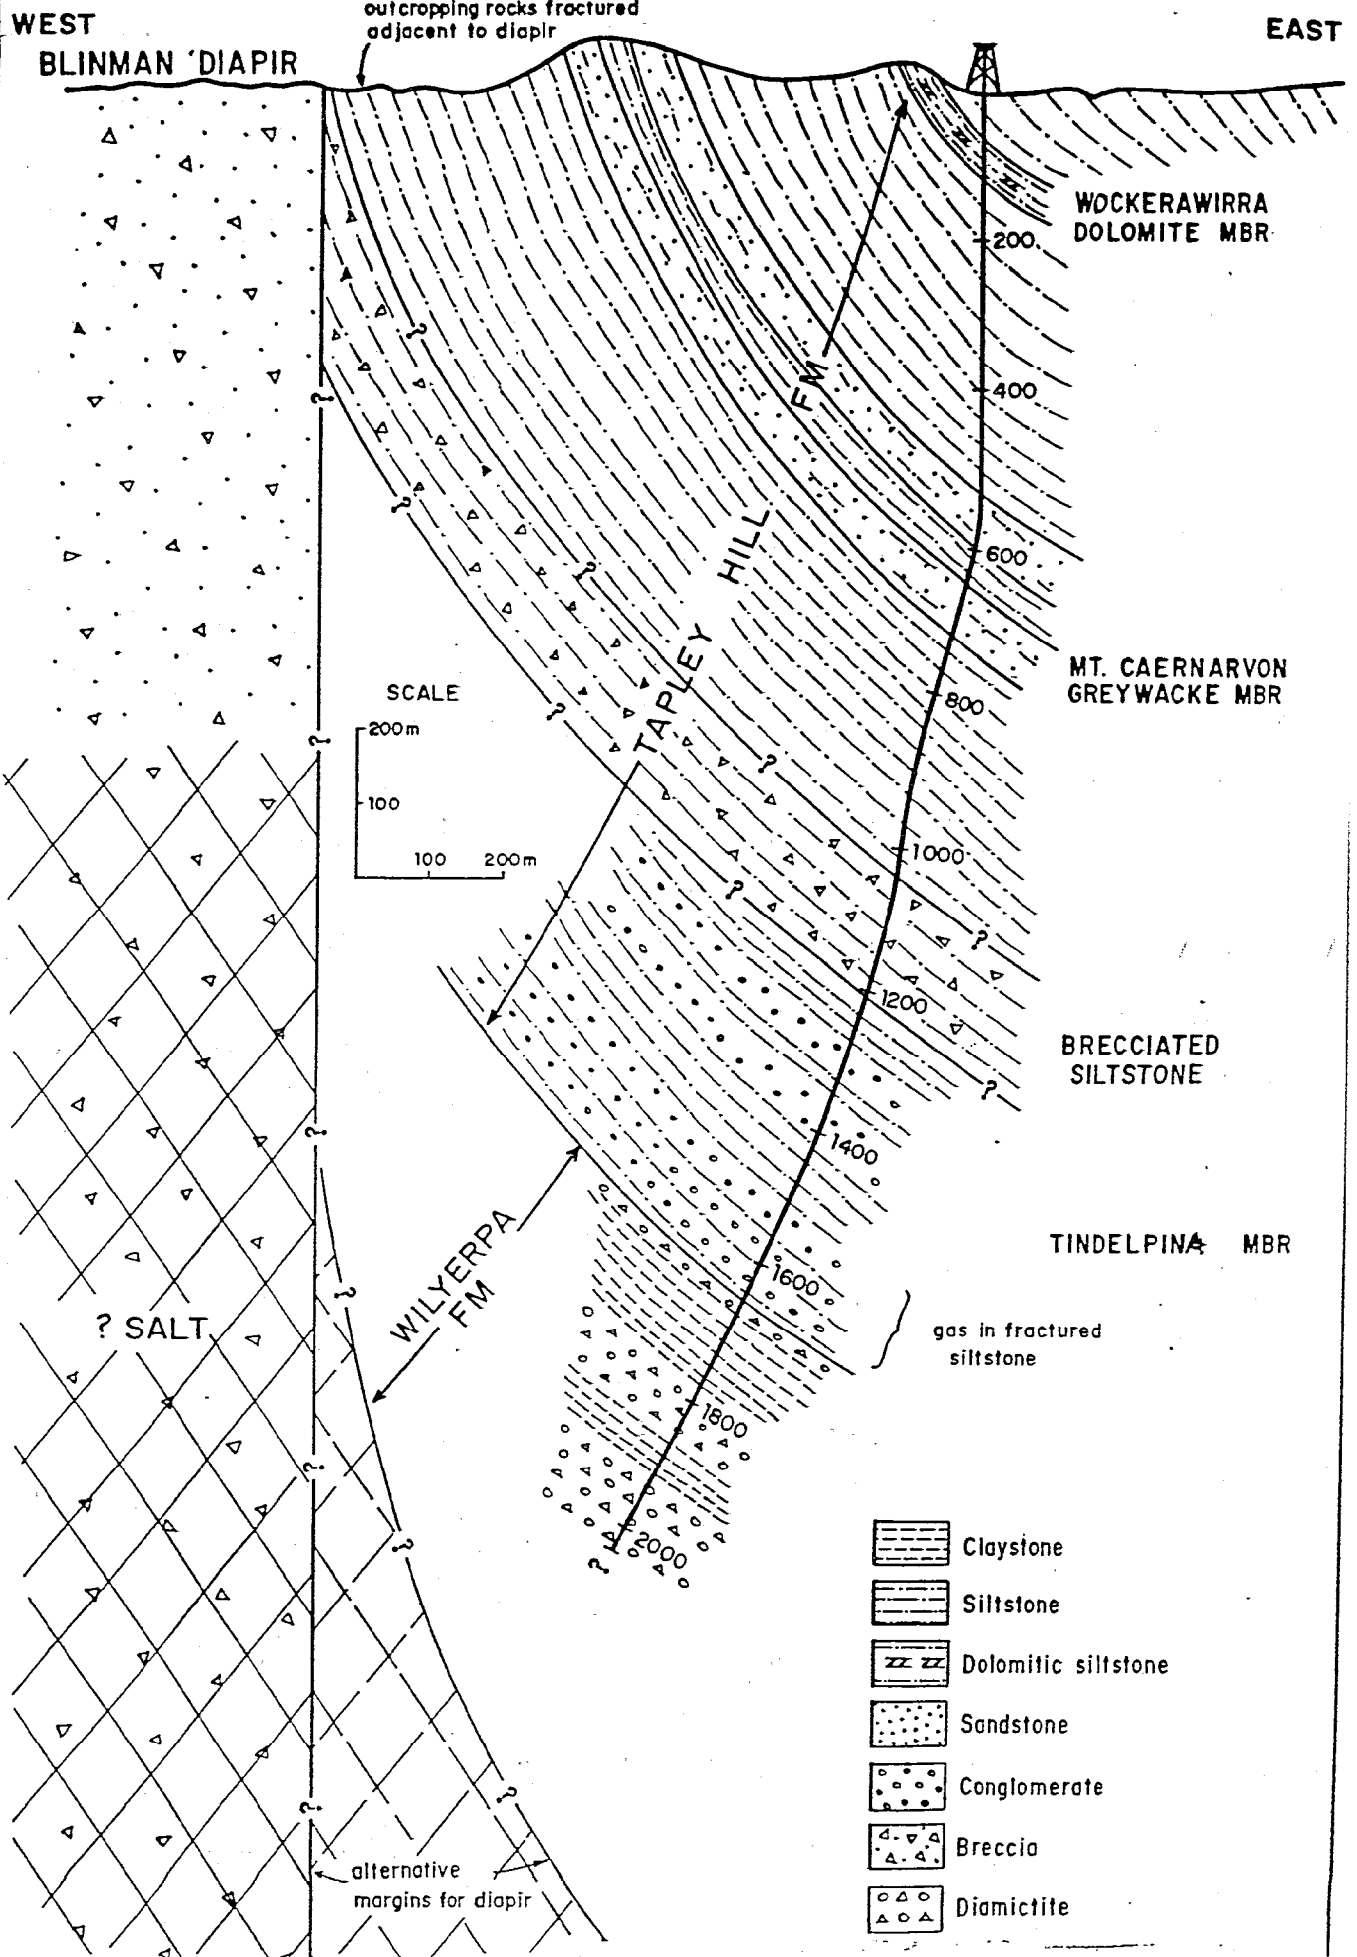 WEST
outcropping rocks fractured
adjacent to diapir
EAST
BLINMAN DIAPIR
WOCKERAWIRRA
DOLOMITE MBR
200
FM
400
HILL
600
MT. CAERNARVON
GREYWACKE MBR
800
TAPLEY
SCALE
200m
100
100 200m
?
?
?
?
?
?
?
?
1000
?
?
1200
BRECCIATED
SILTSTONE
?
?
1400
TINDELPINA MBR
WILYERPA
FM
1600
?
? SALT
gas in fractured
siltstone
1800
?
?
2000
?
Claystone
Siltstone
Dolomitic siltstone
Sandstone
Conglomerate
Breccia
Diamictite
?
?
alternative
margins for diapir